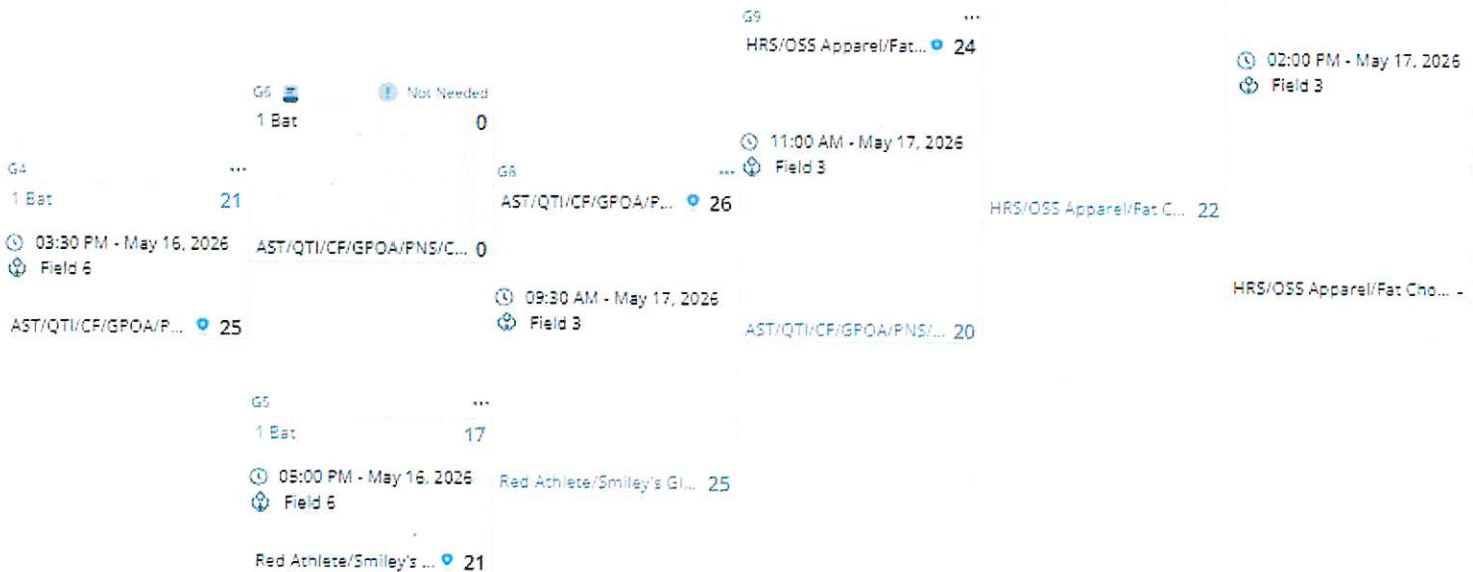 G4 ...
1 Bat 21
03:30 PM - May 16, 2026
Field 6
AST/QTI/CF/GPOA/P... 25
G6 Not Needed
1 Bat 0
AST/QTI/CF/GPOA/PNS/C... 0
G5 ...
1 Bat 17
05:00 PM - May 16, 2026
Field 6
Red Athlete/Smiley's ... 21
G8 ...
AST/QTI/CF/GPOA/P... 26
09:30 AM - May 17, 2026
Field 3
Red Athlete/Smiley's Gl... 25
G9 ...
HRS/OSS Apparel/Fat... 24
11:00 AM - May 17, 2026
Field 3
AST/QTI/CF/GPOA/PNS/... 20
HRS/OSS Apparel/Fat C... 22
02:00 PM - May 17, 2026
Field 3
HRS/OSS Apparel/Fat Cho... -